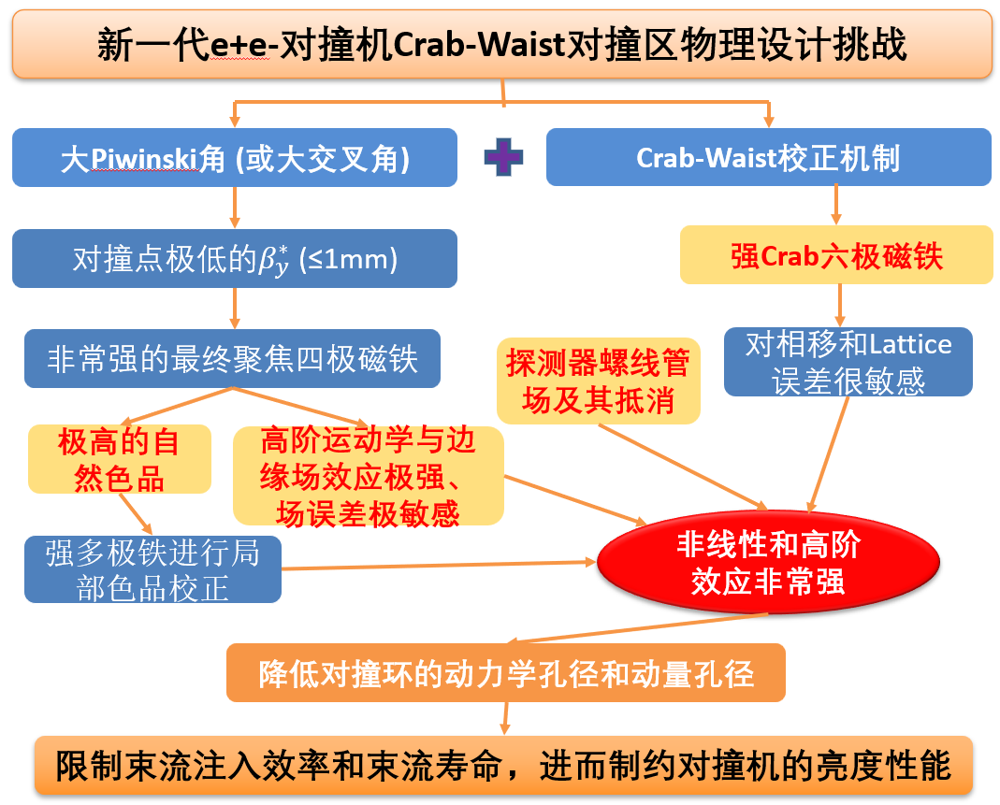 新一代e+e-对撞机Crab-Waist对撞区物理设计挑战
大Piwinski角 (或大交叉角)
Crab-Waist校正机制
对撞点极低的β*y (≤1mm)
强Crab六极磁铁
非常强的最终聚焦四极磁铁
对相移和Lattice
误差很敏感
探测器螺线管
场及其抵消
极高的自
然色品
高阶运动学与边
缘场效应极强、
场误差极敏感
强多极铁进行局
部色品校正
非线性和高阶
效应非常强
降低对撞环的动力学孔径和动量孔径
限制束流注入效率和束流寿命，进而制约对撞机的亮度性能